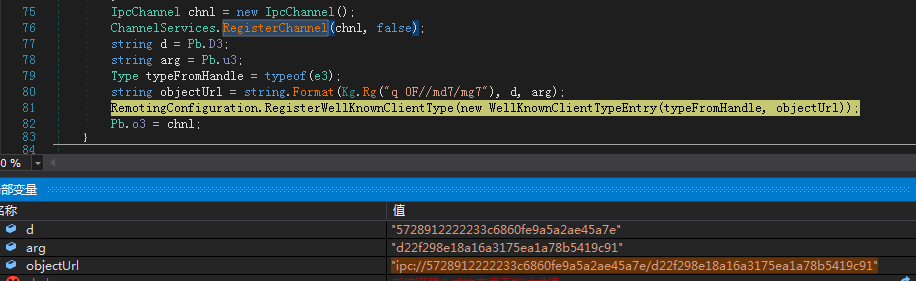 75 IpcChannel chnl = new IpcChannel();
76 ChannelServices.RegisterChannel(chnl, false);
77 string d = Pb.D3;
78 string arg = Pb.u3;
79 Type typeFromHandle = typeof(e3);
80 string objectUrl = string.Format(Kg.Rg("q OF//md7/mg7"), d, arg);
81 RemotingConfiguration.RegisterWellKnownClientType(new WellKnownClientTypeEntry(typeFromHandle, objectUrl));
82 Pb.o3 = chnl;
83 }
84
0 %
部变量
名称 值
d "5728912222233c6860fe9a5a2ae45a7e"
arg "d22f298e18a16a3175ea1a78b5419c91"
objectUrl "ipc://5728912222233c6860fe9a5a2ae45a7e/d22f298e18a16a3175ea1a78b5419c91"